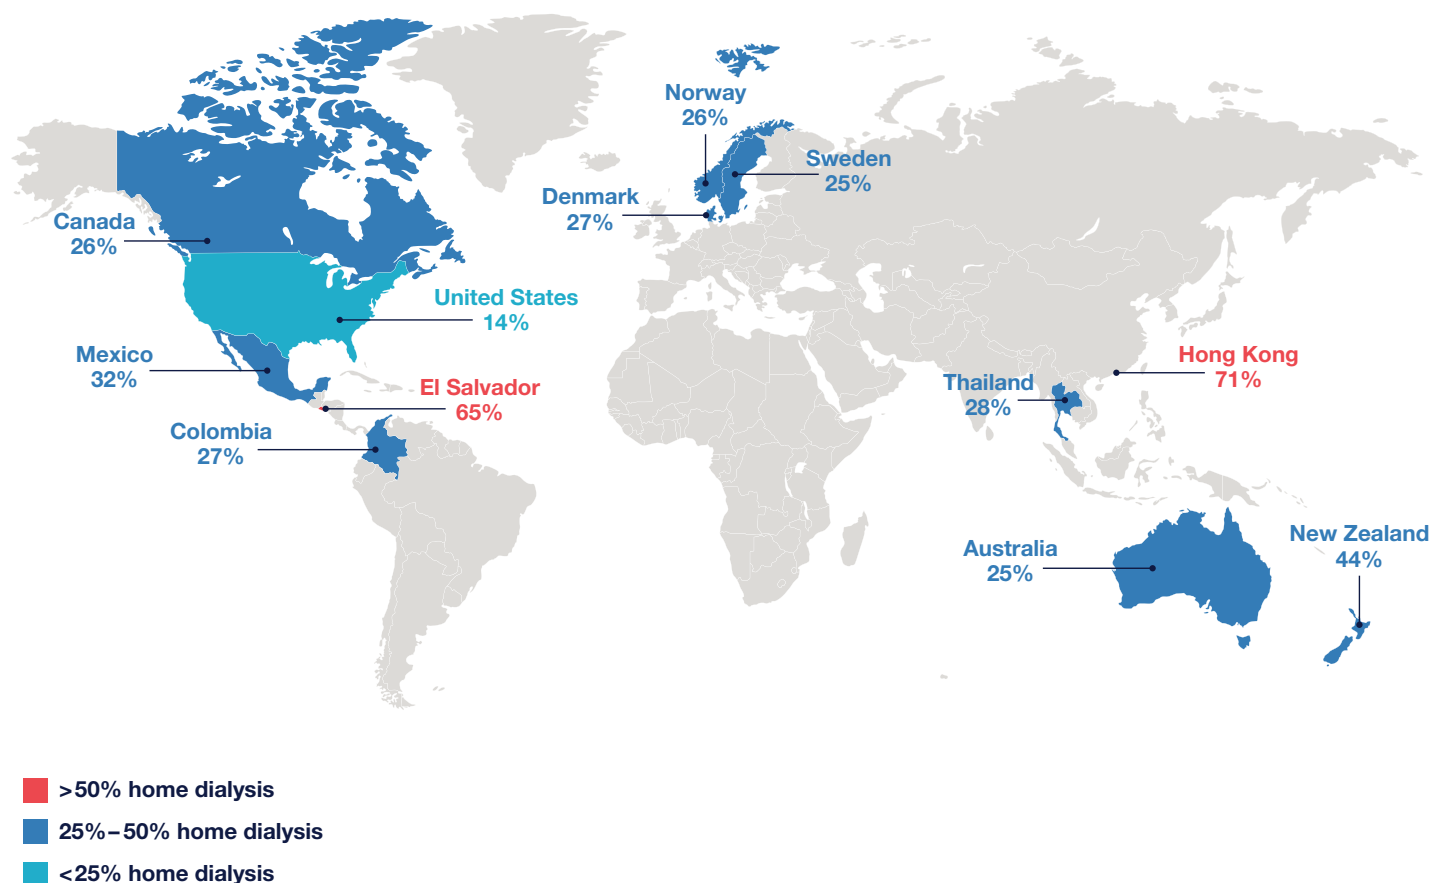 Norway
26%
Sweden
25%
Denmark
27%
Canada
26%
United States
14%
Mexico
32%
El Salvador
65%
Colombia
27%
Hong Kong
71%
Thailand
28%
Australia
25%
New Zealand
44%
>50% home dialysis
25%–50% home dialysis
<25% home dialysis